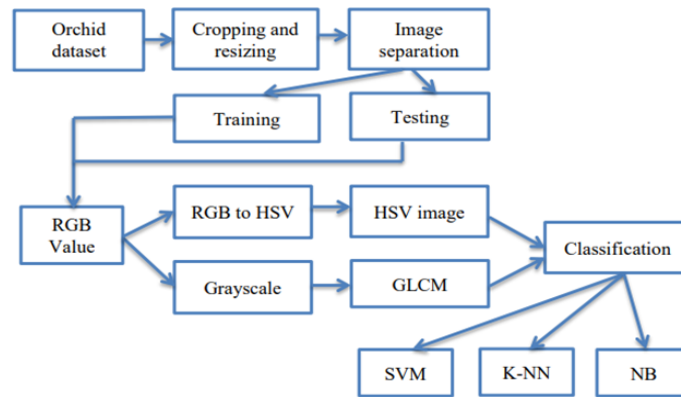 Orchid
dataset
Cropping and
resizing
Image
separation
Training
Testing
RGB
Value
RGB to HSV
HSV image
Grayscale
GLCM
Classification
SVM
K-NN
NB